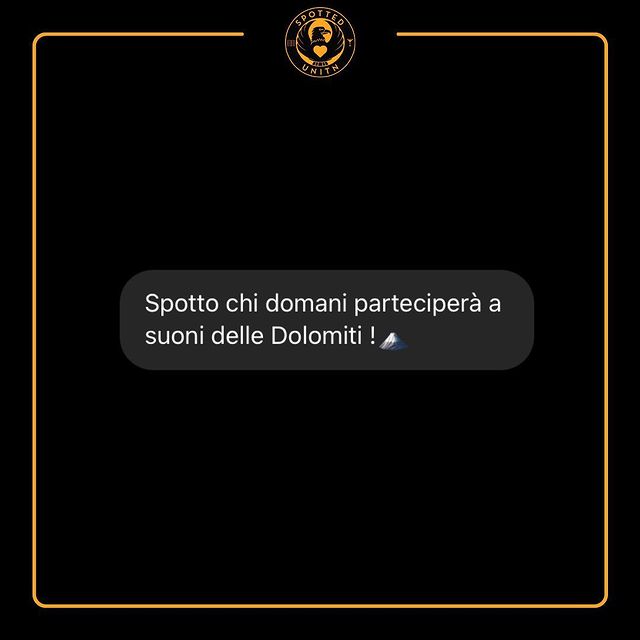 SPOTTED
UNITN
Spotto chi domani parteciperà a
suoni delle Dolomiti !🗻